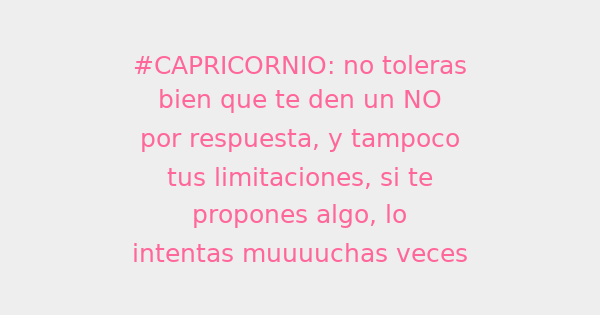 #CAPRICORNIO: no toleras
bien que te den un NO
por respuesta, y tampoco
tus limitaciones, si te
propones algo, lo
intentas muuuuchas veces